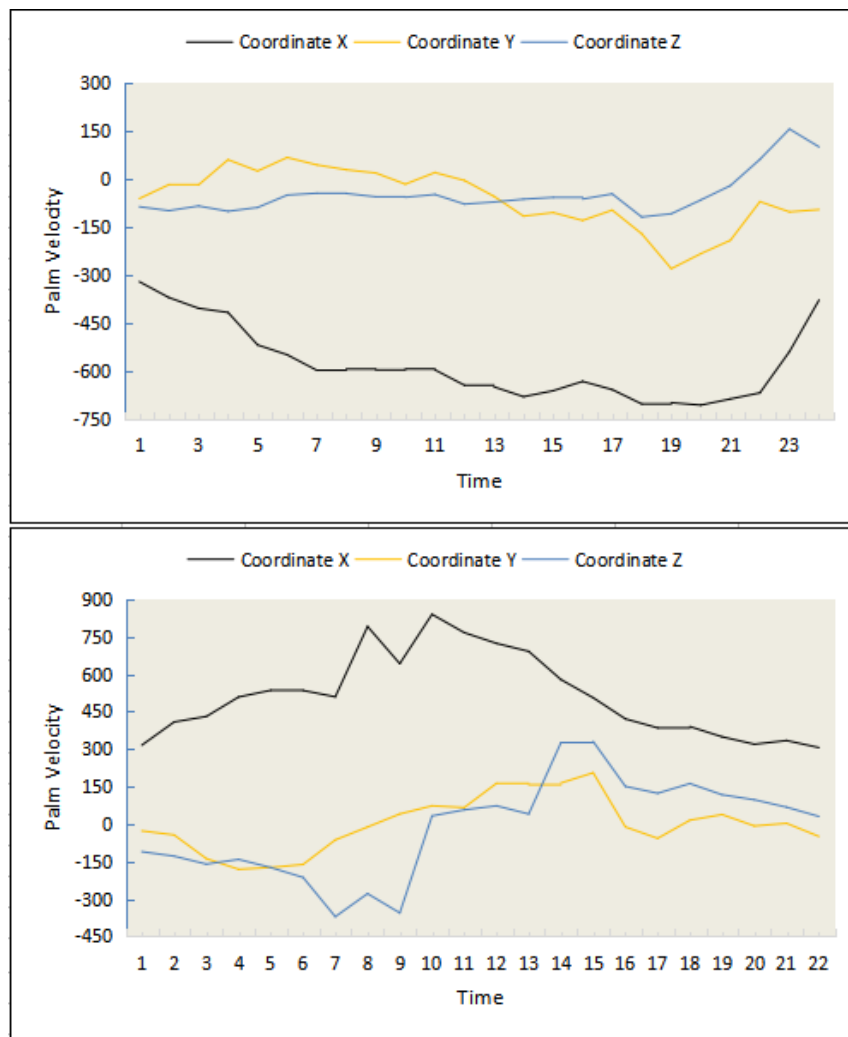 Coordinate X Coordinate Y Coordinate Z
300
150
0
-150
-300
-450
-600
-750
Palm Velocity
1 3 5 7 9 11 13 15 17 19 21 23
Time
Coordinate X Coordinate Y Coordinate Z
900
750
600
450
300
150
0
-150
-300
-450
Palm Velocity
1 2 3 4 5 6 7 8 9 10 11 12 13 14 15 16 17 18 19 20 21 22
Time